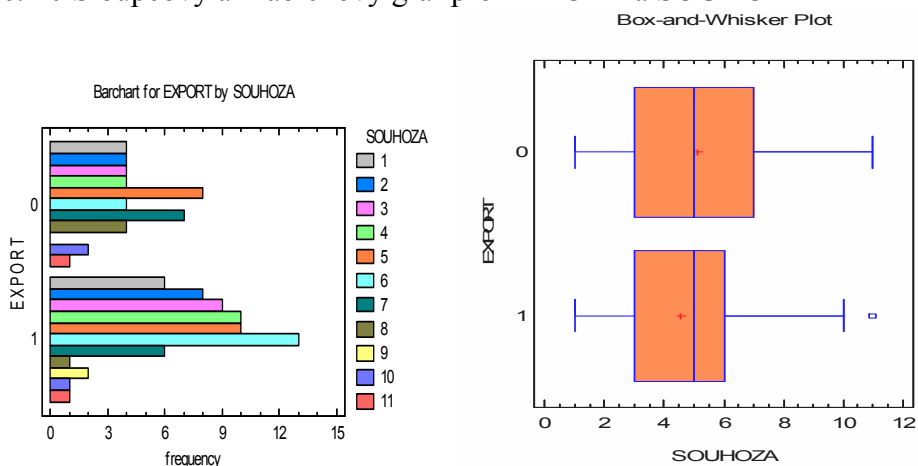 Box-and-Whisker Plot
Barchart for EXPORT by SOUHOZA
SOUHOZA
1
2
3
4
5
6
7
8
9
10
11
EXPORT
0
1
0 3 6 9 12 15
frequency
EXPORT
0
1
0 2 4 6 8 10 12
SOUHOZA